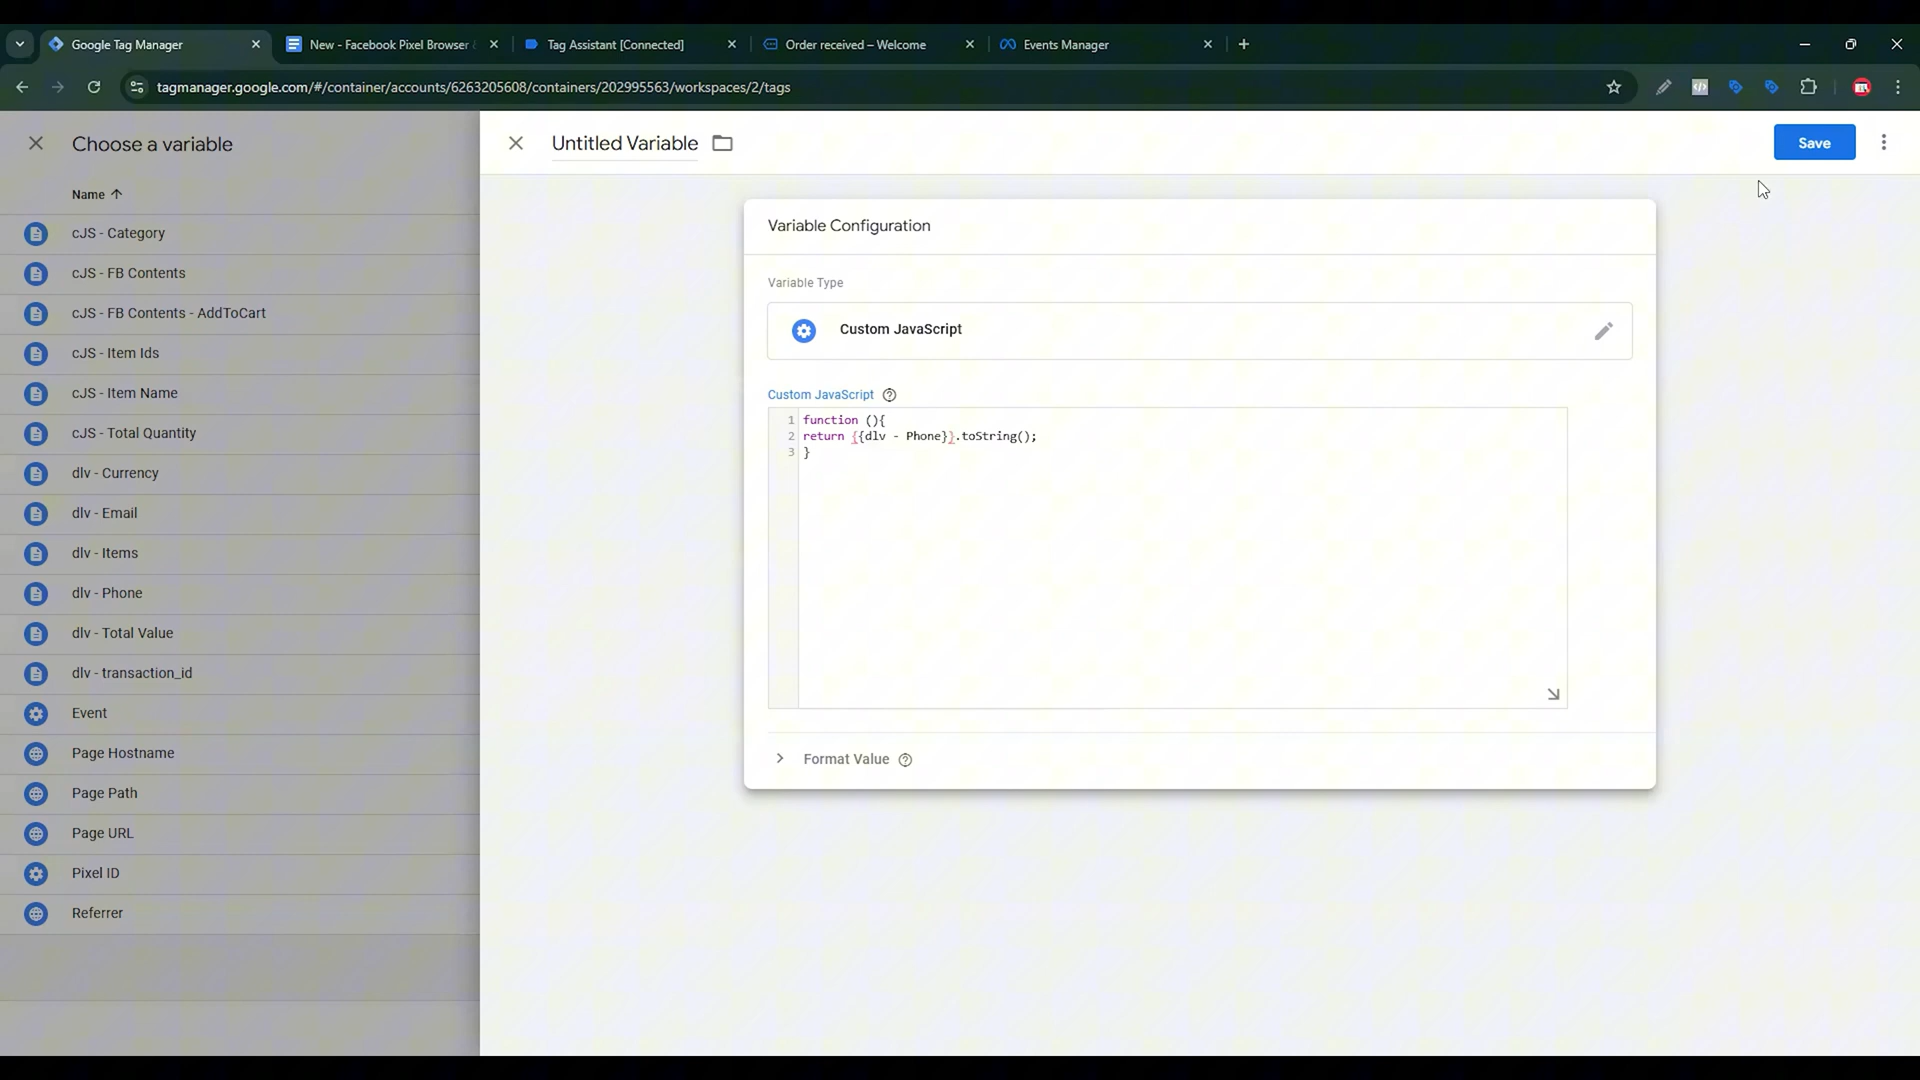 Google Tag Manager
New - Facebook Pixel Browser
Tag Assistant [Connected]
Order received – Welcome
Events Manager
tagmanager.google.com/#/container/accounts/6263205608/containers/202995563/workspaces/2/tags
Choose a variable
Name
cJS - Category
cJS - FB Contents
cJS - FB Contents - AddToCart
cJS - Item Ids
cJS - Item Name
cJS - Total Quantity
dlv - Currency
dlv - Email
dlv - Items
dlv - Phone
dlv - Total Value
dlv - transaction_id
Event
Page Hostname
Page Path
Page URL
Pixel ID
Referrer
Untitled Variable
Save
Variable Configuration
Variable Type
Custom JavaScript
Custom JavaScript
1 function (){
2 return {{dlv - Phone}}.toString();
3 }
Format Value